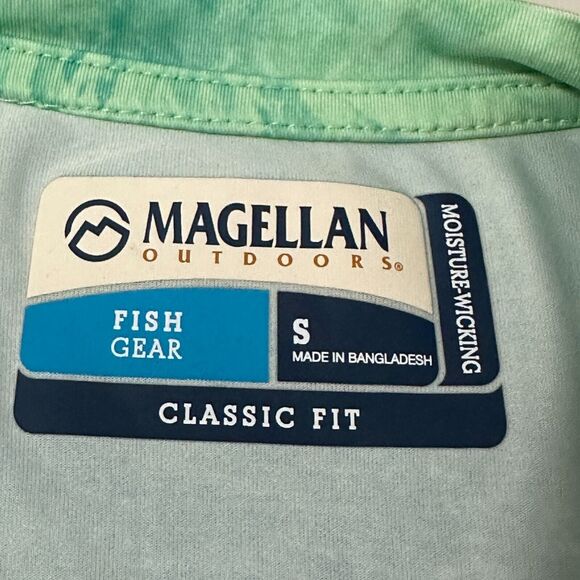 MAGELLAN
OUTDOORS®
FISH
GEAR
S
MADE IN BANGLADESH
MOISTURE-WICKING
CLASSIC FIT